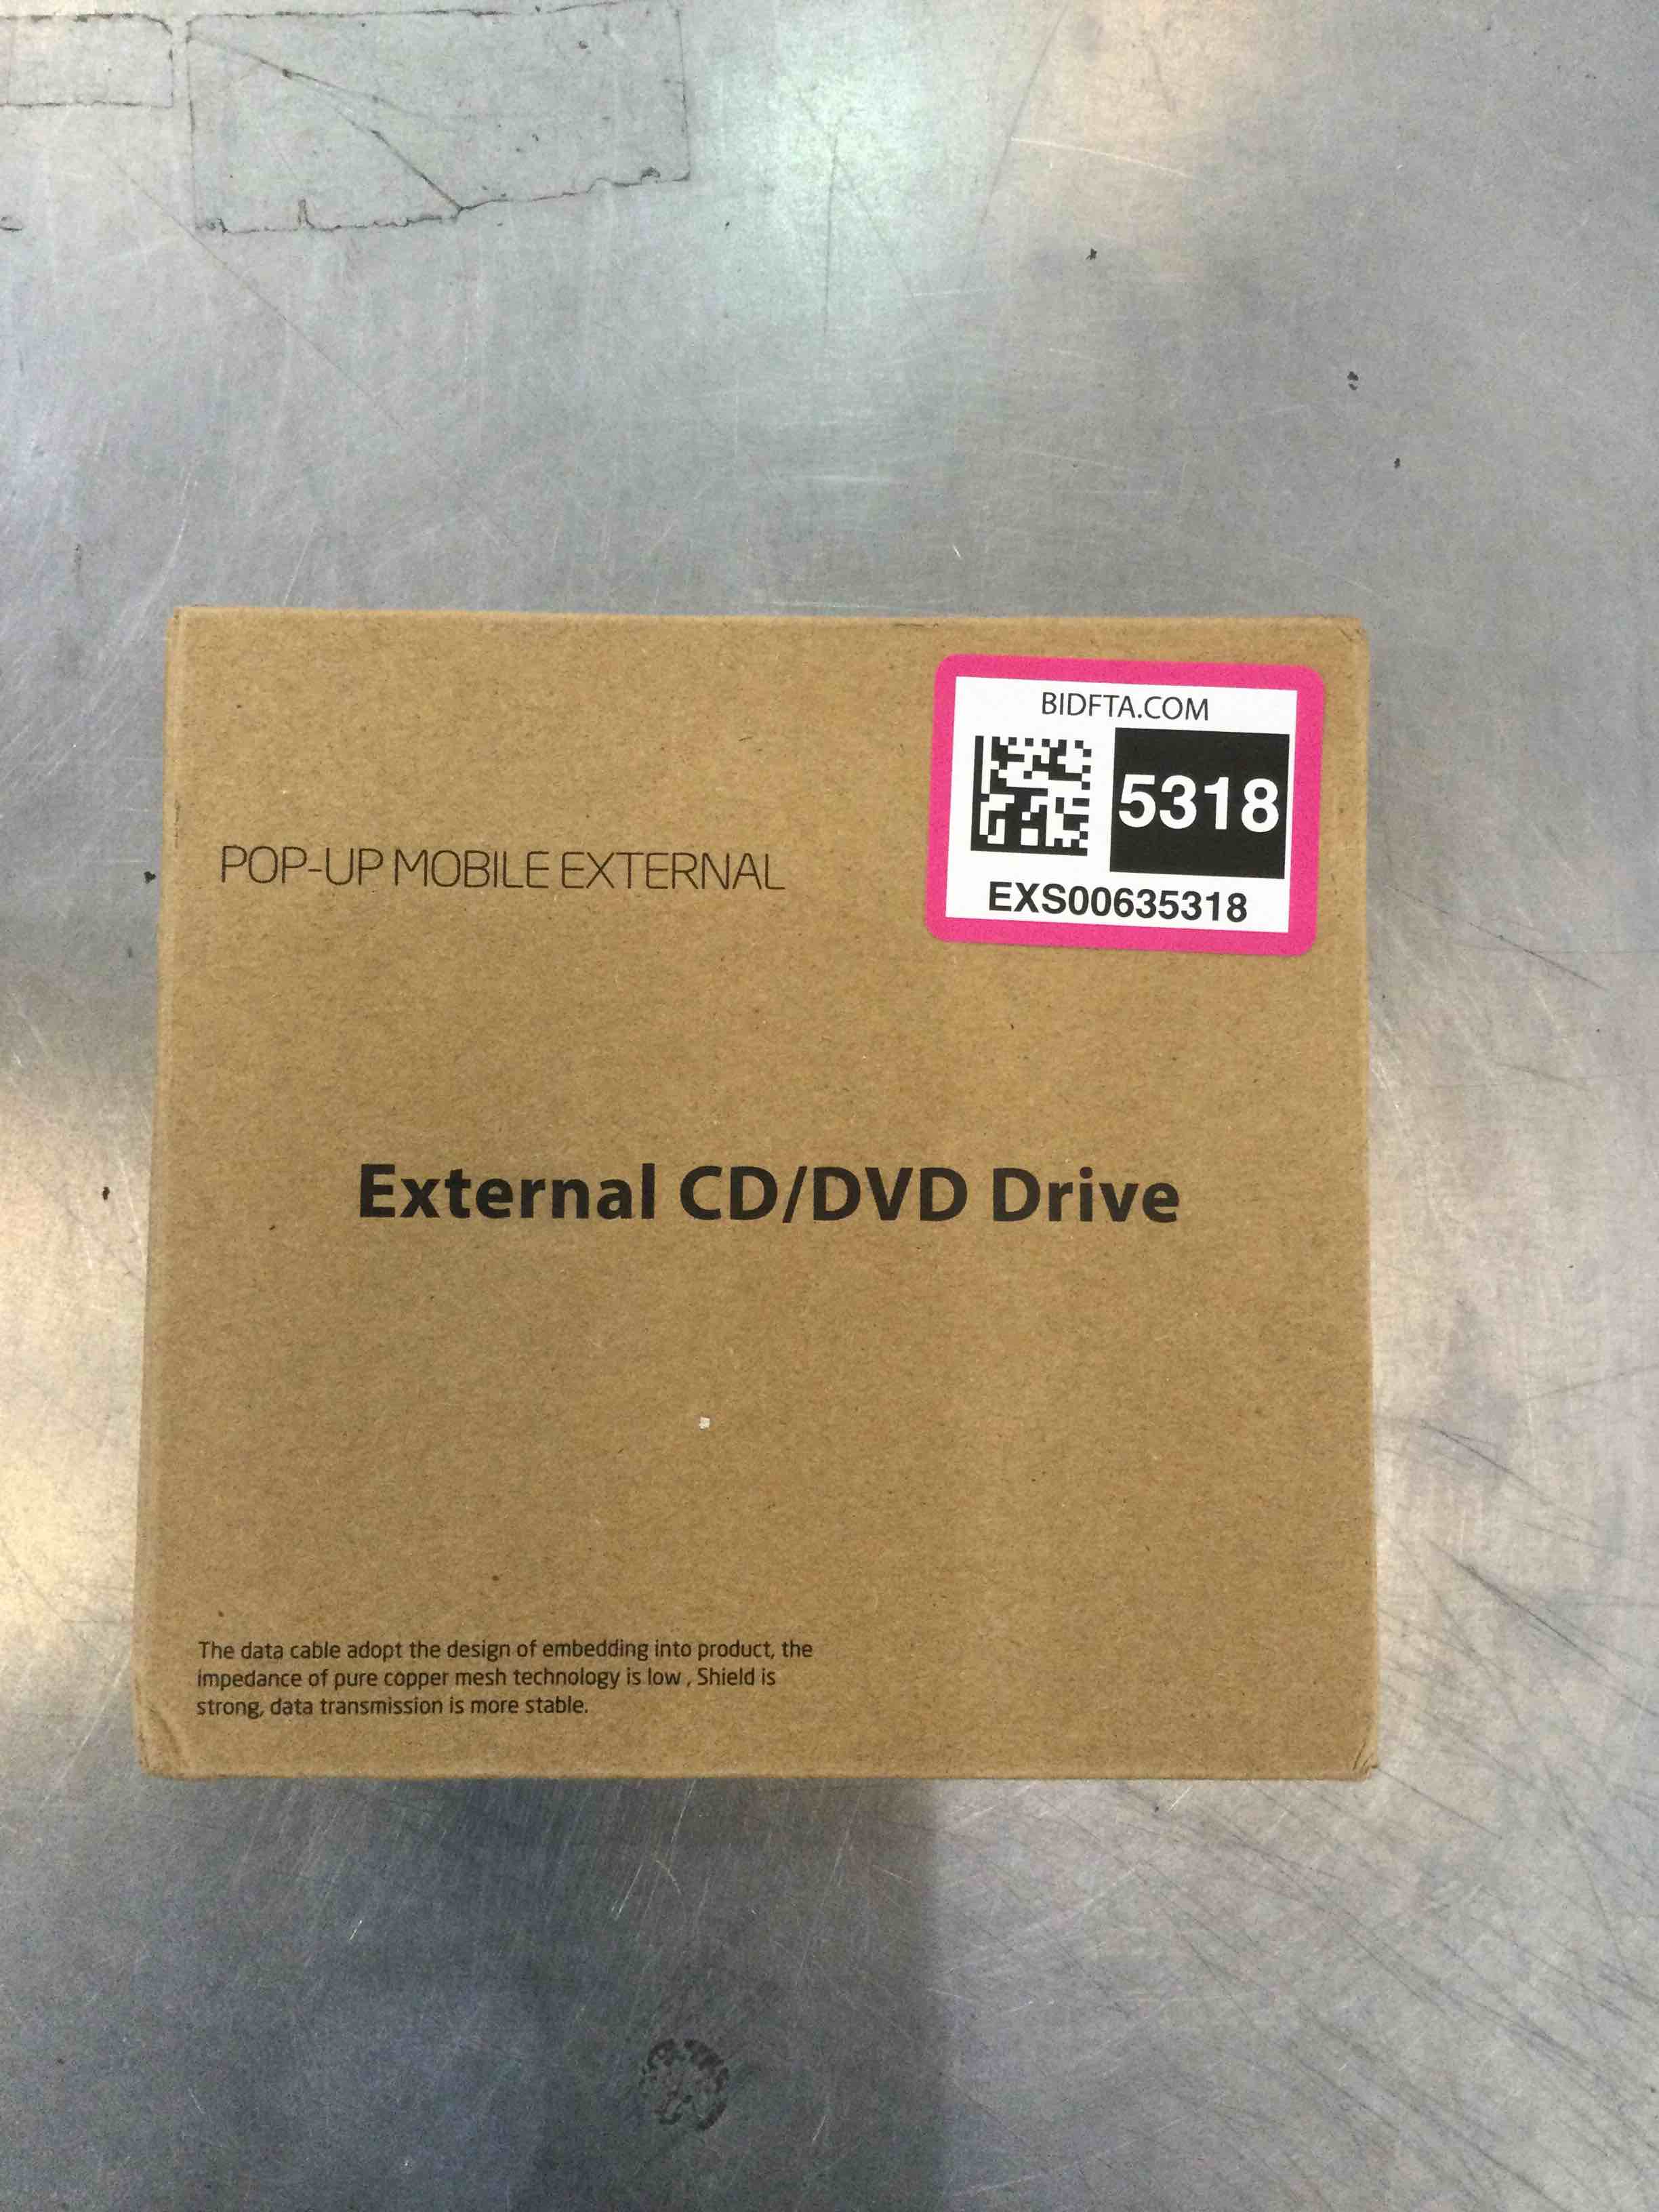 BIDFTA.COM
5318
EXS00635318
POP-UP MOBILE EXTERNAL
External CD/DVD Drive
The data cable adopt the design of embedding into product, the
impedance of pure copper mesh technology is low , Shield is
strong, data transmission is more stable.